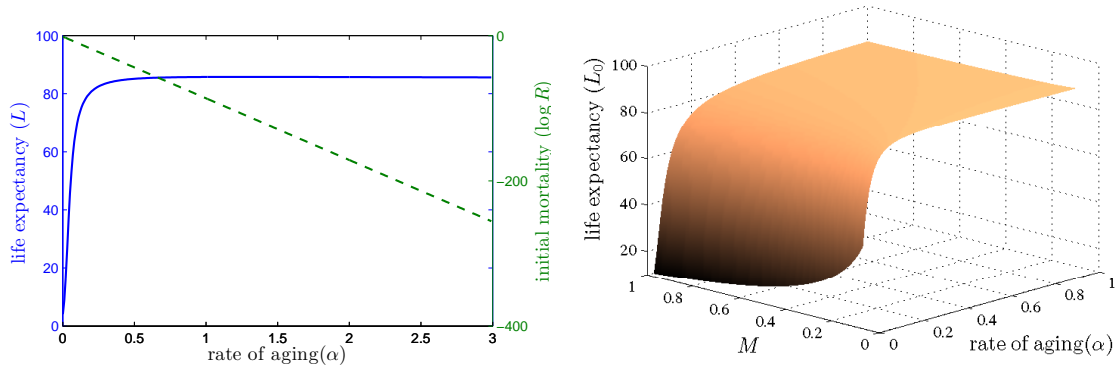 100
80
60
40
20
0
life expectancy (L)
0
−200
−400
initial mortality (log R)
0 0.5 1 1.5 2 2.5 3
rate of aging(α)
100
80
60
40
20
life expectancy (L₀)
1 0.8 0.6 0.4 0.2 0
M
0 0.2 0.4 0.6 0.8 1
rate of aging(α)